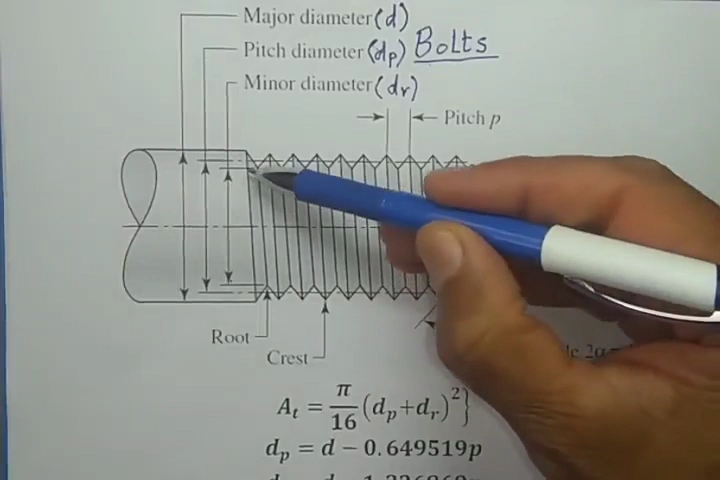 Major diameter(d)
Pitch diameter(dp) Bolts
Minor diameter(dr)
Pitch p
Root
Crest
2α
At = π/16 (dp+dr)²}
dp = d − 0.649519p